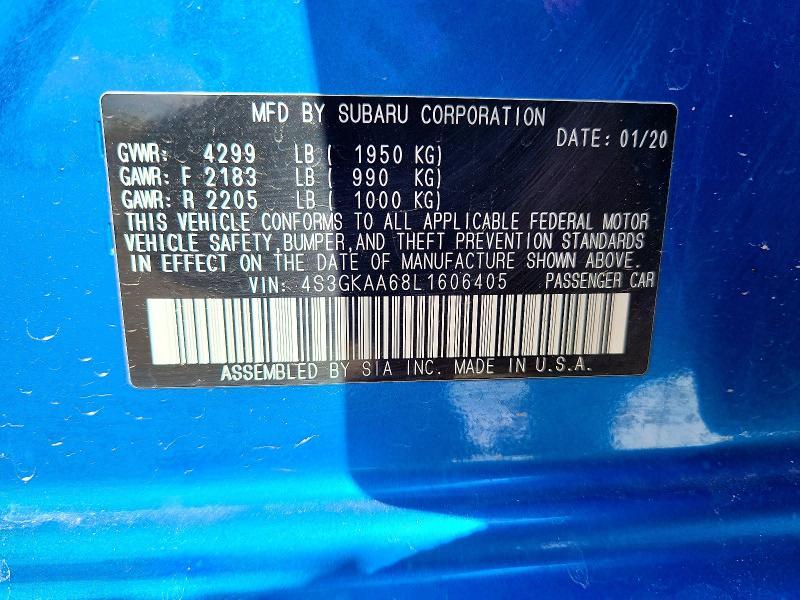 MFD BY SUBARU CORPORATION
DATE: 01/20
GVWR: 4299 LB ( 1950 KG)
GAWR: F 2183 LB ( 990 KG)
GAWR: R 2205 LB ( 1000 KG)
THIS VEHICLE CONFORMS TO ALL APPLICABLE FEDERAL MOTOR
VEHICLE SAFETY,BUMPER,AND THEFT PREVENTION STANDARDS
IN EFFECT ON THE DATE OF MANUFACTURE SHOWN ABOVE.
VIN: 4S3GKAA68L1606405 PASSENGER CAR
ASSEMBLED BY SIA INC. MADE IN U.S.A.